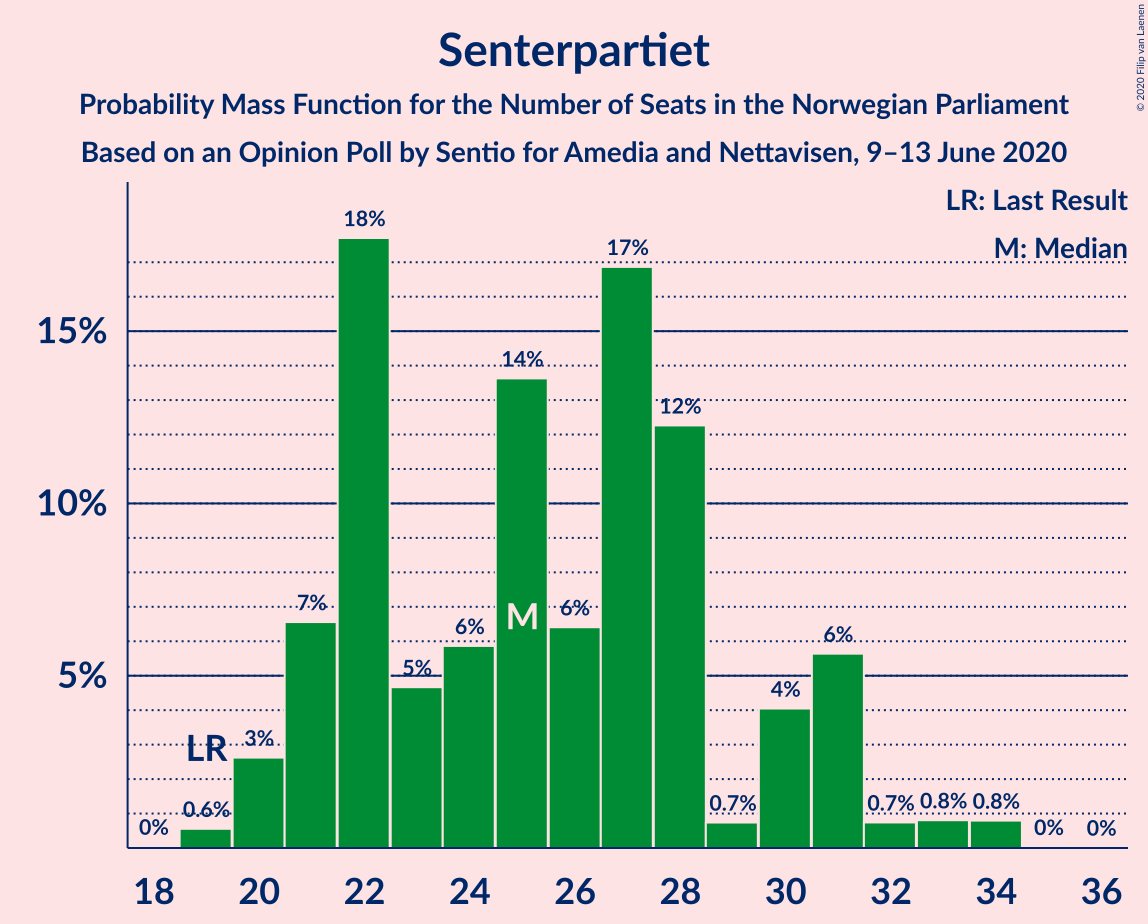 Senterpartiet
Probability Mass Function for the Number of Seats in the Norwegian Parliament
Based on an Opinion Poll by Sentio for Amedia and Nettavisen, 9–13 June 2020
© 2020 Filip van Laenen
LR: Last Result
M: Median
15%
10%
5%
0%
0.6%
LR
3%
7%
18%
5%
6%
14%
M
6%
17%
12%
0.7%
4%
6%
0.7%
0.8%
0.8%
0%
0%
18 20 22 24 26 28 30 32 34 36